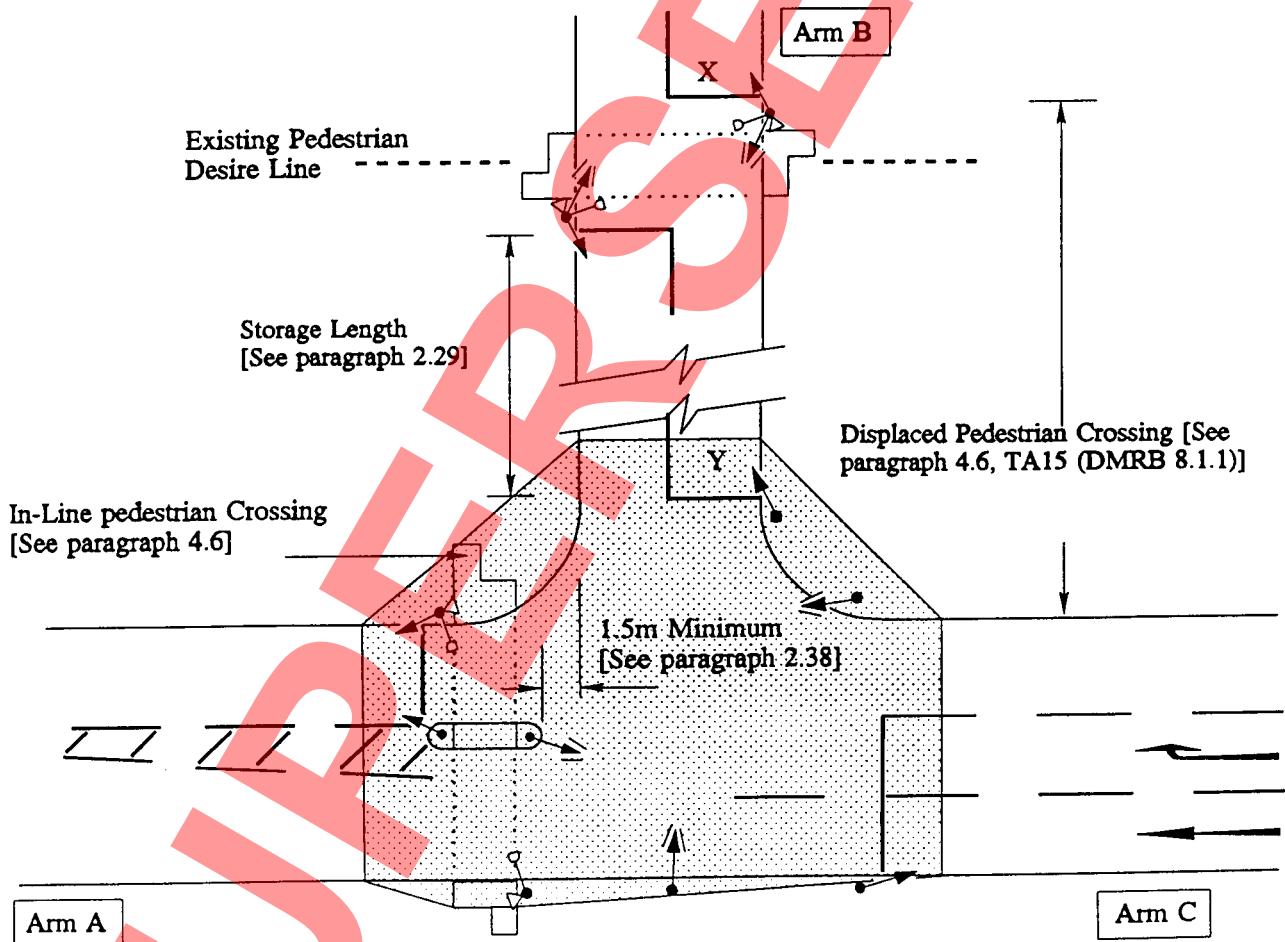 Arm B
X
Existing Pedestrian
Desire Line
Storage Length
[See paragraph 2.29]
Displaced Pedestrian Crossing [See
paragraph 4.6, TA15 (DMRB 8.1.1)]
Y
In-Line pedestrian Crossing
[See paragraph 4.6]
1.5m Minimum
[See paragraph 2.38]
Arm A
Arm C
UPERSE